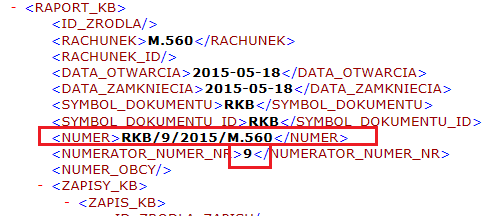 - <RAPORT_KB>
<ID_ZRODLA/>
<RACHUNEK>M.560</RACHUNEK>
<RACHUNEK_ID/>
<DATA_OTWARCIA>2015-05-18</DATA_OTWARCIA>
<DATA_ZAMKNIECIA>2015-05-18</DATA_ZAMKNIECIA>
<SYMBOL_DOKUMENTU>RKB</SYMBOL_DOKUMENTU>
<SYMBOL_DOKUMENTU_ID>RKB</SYMBOL_DOKUMENTU_ID>
<NUMER>RKB/9/2015/M.560</NUMER>
<NUMERATOR_NUMER_NR>9</NUMERATOR_NUMER_NR>
<NUMER_OBCY/>
- <ZAPISY_KB>
- <ZAPIS_KB>